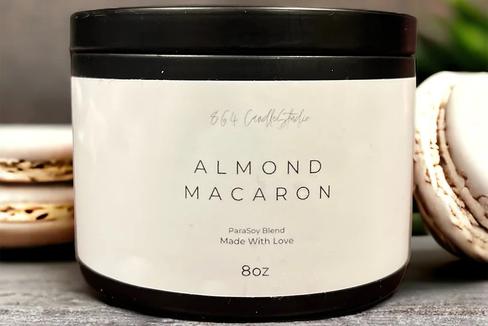 864 CandleStudio
ALMOND
MACARON
ParaSoy Blend
Made With Love
8oz